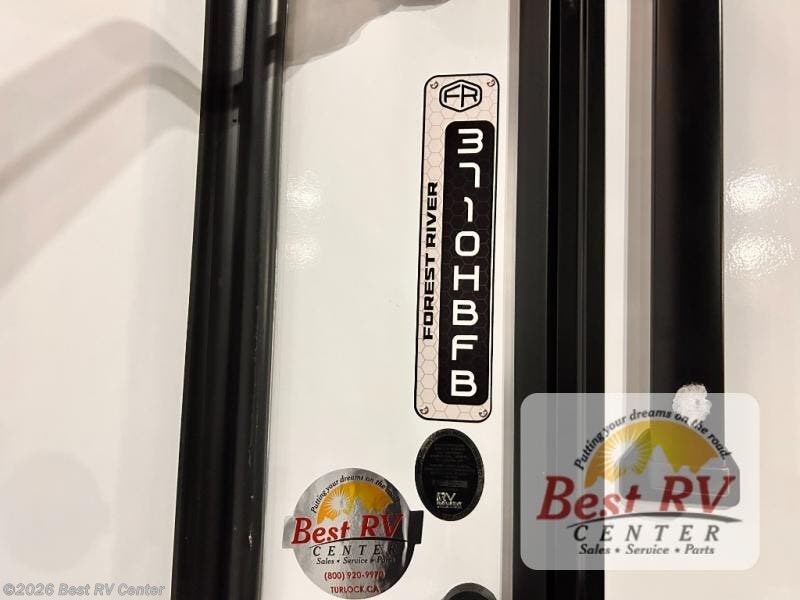 FR
3710HBFB
FOREST RIVER
Putting your dreams on the
Best RV
CENTER
Sales • Service • Parts
(800) 920-9970
TURLOCK, CA
RV
Putting your dreams on the road.
Best RV
CENTER
Sales • Service • Parts
©2026 Best RV Center